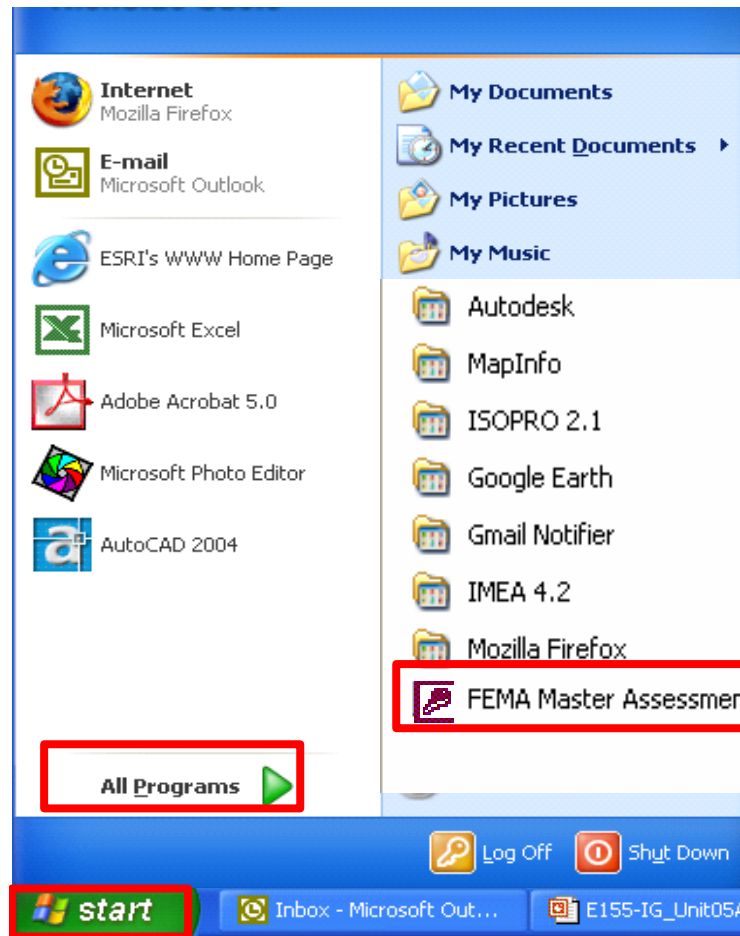 Internet
Mozilla Firefox
E-mail
Microsoft Outlook
ESRI's WWW Home Page
Microsoft Excel
Adobe Acrobat 5.0
Microsoft Photo Editor
AutoCAD 2004
All Programs
My Documents
My Recent Documents
My Pictures
My Music
Autodesk
MapInfo
ISOPRO 2.1
Google Earth
Gmail Notifier
IMEA 4.2
Mozilla Firefox
FEMA Master Assessmen
Log Off
Shut Down
start
Inbox - Microsoft Out...
E155-IG_Unit05A